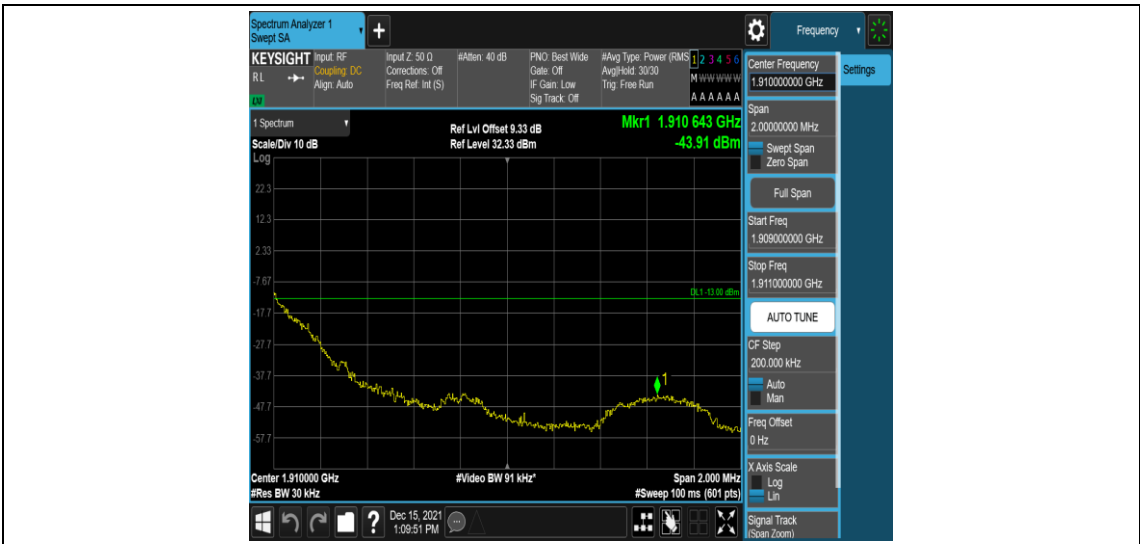 Spectrum Analyzer 1
Swept SA
+
Frequency
KEYSIGHT
RL
LXI
Input: RF
Coupling: DC
Align: Auto
Input Z: 50 Ω
Corrections: Off
Freq Ref: Int (S)
#Atten: 40 dB
PNO: Best Wide
Gate: Off
IF Gain: Low
Sig Track: Off
#Avg Type: Power (RMS
Avg|Hold: 30/30
Trig: Free Run
1 2 3 4 5 6
M W W W W W
A A A A A A
1 Spectrum
Scale/Div 10 dB
Log
Ref Lvl Offset 9.33 dB
Ref Level 32.33 dBm
Mkr1 1.910 643 GHz
-43.91 dBm
22.3
12.3
2.33
-7.67
DL1 -13.00 dBm
-17.7
-27.7
-37.7
1
-47.7
-57.7
Center 1.910000 GHz
#Video BW 91 kHz*
Span 2.000 MHz
#Res BW 30 kHz
#Sweep 100 ms (601 pts)
?
Dec 15, 2021
1:09:51 PM
Center Frequency
1.910000000 GHz
Settings
Span
2.00000000 MHz
Swept Span
Zero Span
Full Span
Start Freq
1.909000000 GHz
Stop Freq
1.911000000 GHz
AUTO TUNE
CF Step
200.000 kHz
Auto
Man
Freq Offset
0 Hz
X Axis Scale
Log
Lin
Signal Track
(Span Zoom)